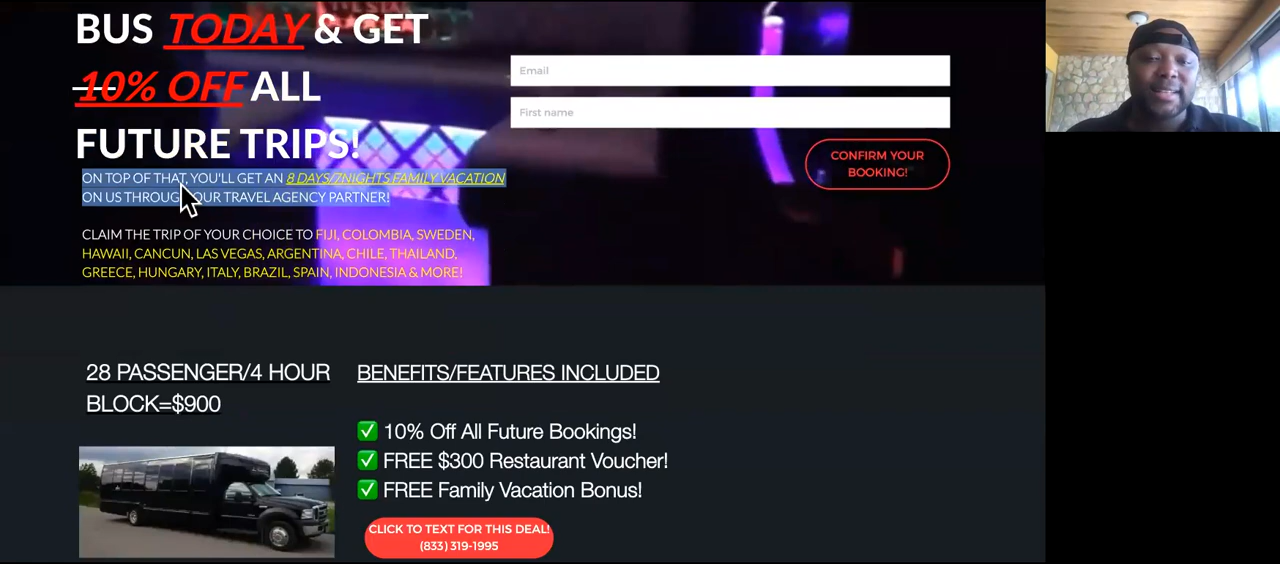 BUS TODAY & GET
10% OFF ALL
FUTURE TRIPS!
ON TOP OF THAT, YOU'LL GET AN 8 DAYS/7NIGHTS FAMILY VACATION
ON US THROUGH OUR TRAVEL AGENCY PARTNER!
CLAIM THE TRIP OF YOUR CHOICE TO FIJI, COLOMBIA, SWEDEN,
HAWAII, CANCUN, LAS VEGAS, ARGENTINA, CHILE, THAILAND,
GREECE, HUNGARY, ITALY, BRAZIL, SPAIN, INDONESIA & MORE!
Email
First name
CONFIRM YOUR
BOOKING!
28 PASSENGER/4 HOUR
BLOCK=$900
BENEFITS/FEATURES INCLUDED
✅ 10% Off All Future Bookings!
✅ FREE $300 Restaurant Voucher!
✅ FREE Family Vacation Bonus!
CLICK TO TEXT FOR THIS DEAL!
(833) 319-1995